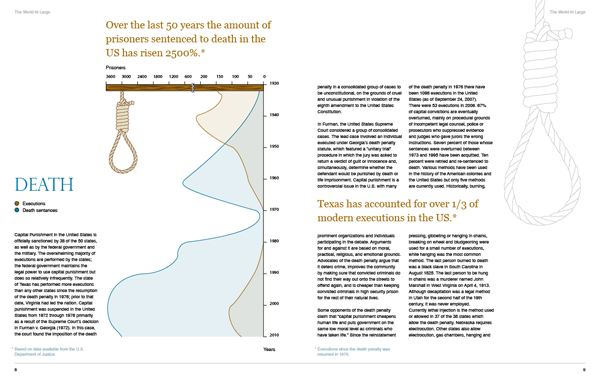 The World At Large
The World At Large
Over the last 50 years the amount of
prisoners sentenced to death in the
US has risen 2500%.*
Prisoners
3600 3000 2400 1800 1200 600 200 150 100 50 0
1930
1940
1950
1960
1970
1980
1990
2000
2010
Years
DEATH
Executions
Death sentences
Capital Punishment in the United States is
officially sanctioned by 38 of the 50 states,
as well as by the federal government and
the military. The overwhelming majority of
executions are performed by the states;
the federal government maintains the
legal power to use capital punishment but
does so relatively infrequently. The state
of Texas has performed more executions
than any other states since the resumption
of the death penalty in 1976; prior to that
date, Virginia had led the nation. Capital
punishment was suspended in the United
States from 1972 through 1976 primarily
as a result of the Supreme Court's decision
in Furman v. Georgia (1972). In this case,
the court found the imposition of the death
* Based on data available from the U.S.
Department of Justice.
8
penalty in a consolidated group of cases to
be unconstitutional, on the grounds of cruel
and unusual punishment in violation of the
eighth amendment to the United States
Constitution.
In Furman, the United States Supreme
Court considered a group of consolidated
cases. The lead case involved an individual
executed under Georgia's death penalty
statute, which featured a "unitary trial"
procedure in which the jury was asked to
return a verdict of guilt or innocence and,
simultaneously, determine whether the
defendant would be punished by death or
life imprisonment. Capital punishment is a
controversial issue in the U.S. with many
of the death penalty in 1976 there have
been 1098 executions in the United
States (as of September 24, 2007).
There were 53 executions in 2006. 67%
of capital convictions are eventually
overturned, mainly on procedural grounds
of incompetent legal counsel, police or
prosecutors who suppressed evidence
and judges who gave jurors the wrong
instructions. Seven percent of those whose
sentences were overturned between
1973 and 1995 have been acquitted. Ten
percent were retried and re-sentenced to
death. Various methods have been used
in the history of the American colonies and
the United States but only five methods
are currently used. Historically, burning,
Texas has accounted for over 1/3 of
modern executions in the US.*
prominent organizations and individuals
participating in the debate. Arguments
for and against it are based on moral,
practical, religious, and emotional grounds.
Advocates of the death penalty argue that
it deters crime, improves the community
by making sure that convicted criminals do
not find their way out onto the streets to
offend again, and is cheaper than keeping
convicted criminals in high security prison
for the rest of their natural lives.
Some opponents of the death penalty
claim that "capital punishment cheapens
human life and puts government on the
same low moral level as criminals who
have taken life." Since the reinstatement
pressing, gibbeting or hanging in chains,
breaking on wheel and bludgeoning were
used for a small number of executions,
while hanging was the most common
method. The last person burned to death
was a black slave in South Carolina in
August 1825. The last person to be hung
in chains was a murderer named John
Marshall in West Virginia on April 4, 1913.
Although decapitation was a legal method
in Utah for the second half of the 19th
century, it was never employed.
Currently lethal injection is the method used
or allowed in 37 of the 38 states which
allow the death penalty. Nebraska requires
electrocution. Other states also allow
electrocution, gas chambers, hanging and
* Executions since the death penalty was
resumed in 1976.
9